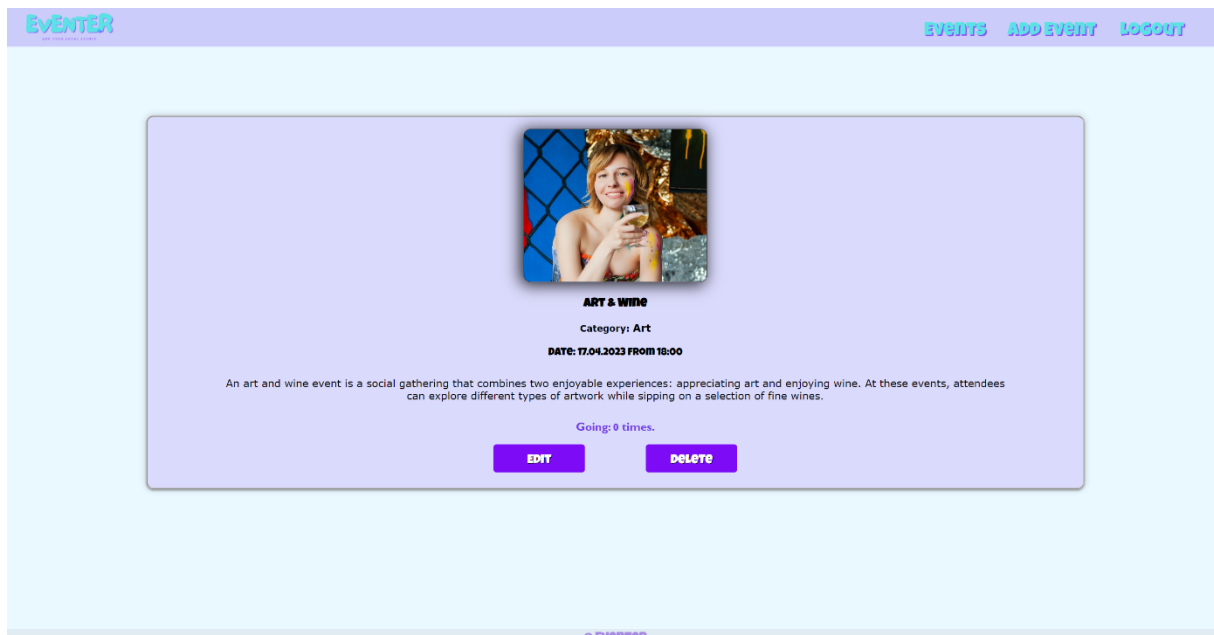 EVENTER
Events
Add Event
Logout
Art & Wine
Category: Art
Date: 17.04.2023 from 18:00
An art and wine event is a social gathering that combines two enjoyable experiences: appreciating art and enjoying wine. At these events, attendees
can explore different types of artwork while sipping on a selection of fine wines.
Going: 0 times.
Edit
Delete